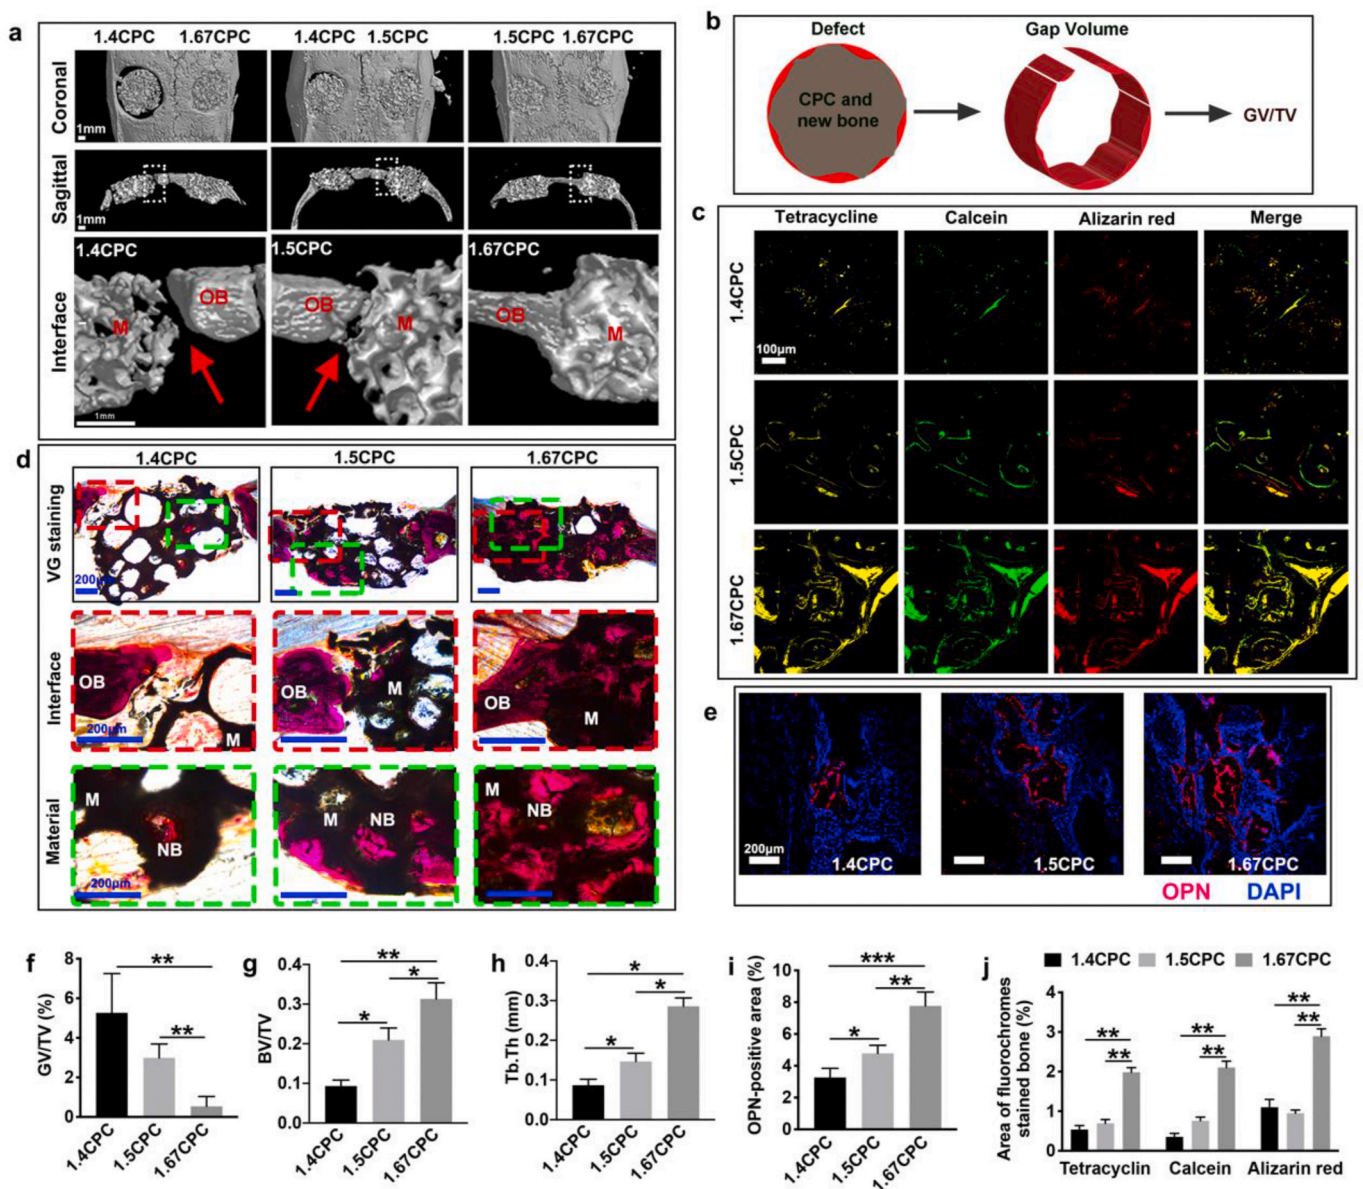 a
1.4CPC 1.67CPC 1.4CPC 1.5CPC 1.5CPC 1.67CPC
Coronal
1mm
Sagittal
1mm
Interface
1.4CPC 1.5CPC 1.67CPC
OB OB OB
M M M
1mm
b
Defect Gap Volume
CPC and
new bone
GV/TV
c
Tetracycline Calcein Alizarin red Merge
1.4CPC
100μm
1.5CPC
1.67CPC
d
1.4CPC 1.5CPC 1.67CPC
VG staining
200μm
Interface
OB OB OB
M M M
200μm
Material
M M M
NB NB NB
200μm
e
200μm
1.4CPC 1.5CPC 1.67CPC
OPN DAPI
f
GV/TV (%)
8
6
4
2
0
**
**
1.4CPC 1.5CPC 1.67CPC
g
BV/TV
0.4
0.3
0.2
0.1
0.0
**
*
*
1.4CPC 1.5CPC 1.67CPC
h
Tb.Th (mm)
0.4
0.3
0.2
0.1
0.0
*
*
*
1.4CPC 1.5CPC 1.67CPC
i
OPN-positive area (%)
10
8
6
4
2
0
***
**
*
1.4CPC 1.5CPC 1.67CPC
j
1.4CPC 1.5CPC 1.67CPC
Area of fluorochromes
stained bone (%)
4
3
2
1
0
** ** **
** ** **
Tetracyclin Calcein Alizarin red